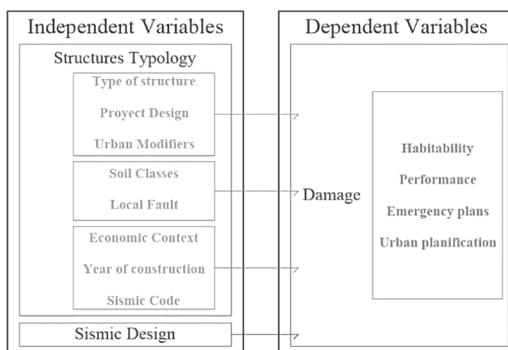 Independent Variables
Structures Typology
Type of structure
Proyect Design
Urban Modifiers
Soil Classes
Local Fault
Economic Context
Year of construction
Sismic Code
Sismic Design
Dependent Variables
Damage
Habitability
Performance
Emergency plans
Urban planification